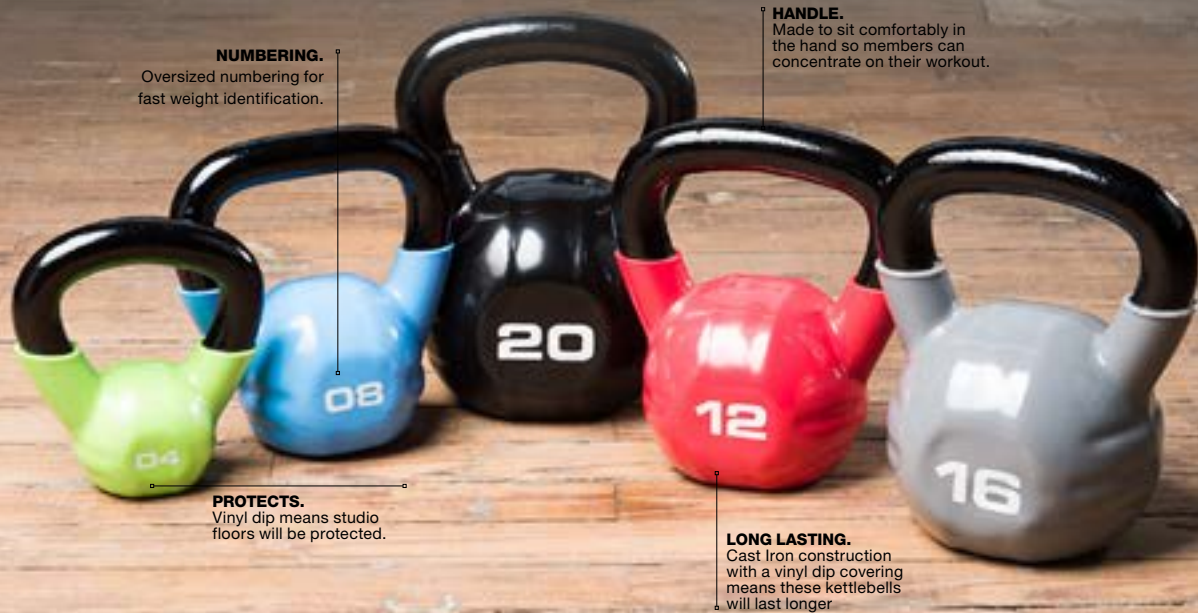 HANDLE.
Made to sit comfortably in
the hand so members can
concentrate on their workout.
NUMBERING.
Oversized numbering for
fast weight identification.
20
08
12
04
16
PROTECTS.
Vinyl dip means studio
floors will be protected.
LONG LASTING.
Cast Iron construction
with a vinyl dip covering
means these kettlebells
will last longer